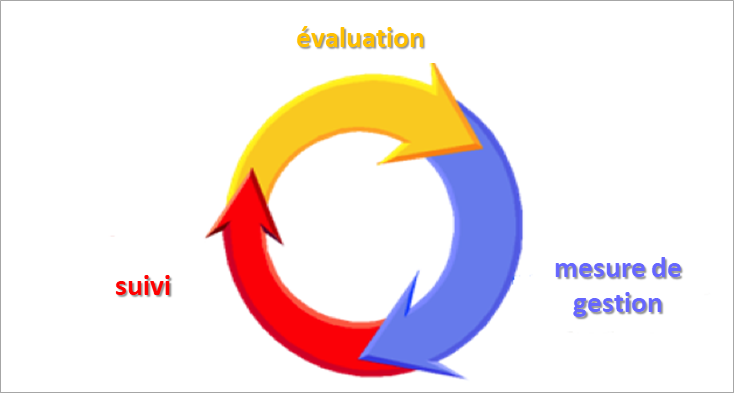 évaluation
suivi
mesure de
gestion